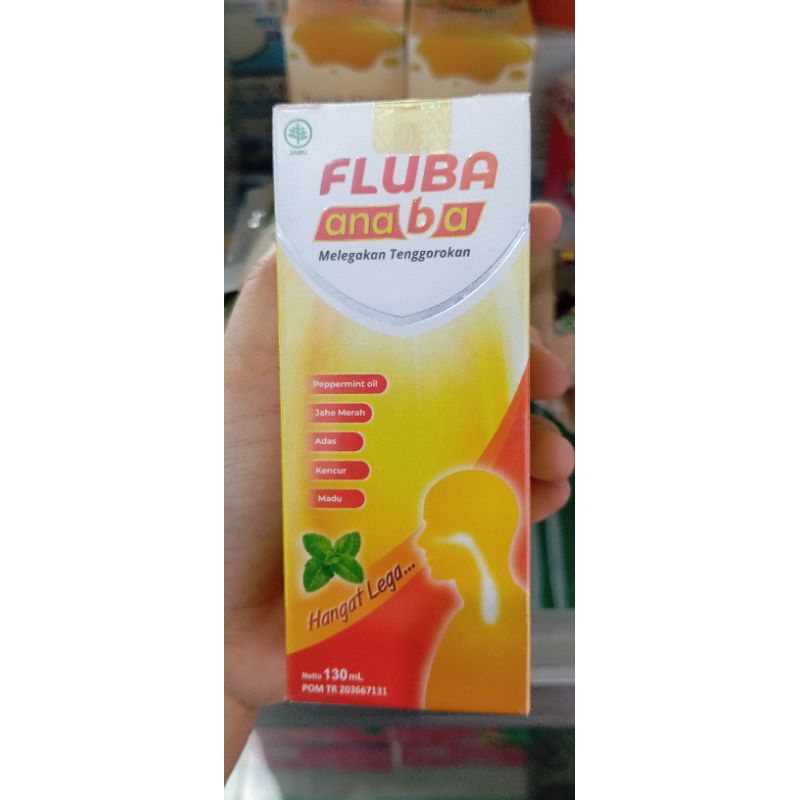 JAMU
FLUBA
anaba
Melegakan Tenggorokan
Peppermint oil
Jahe Merah
Adas
Kencur
Madu
Hangat Lega...
Netto 130 mL
POM TR 203667131